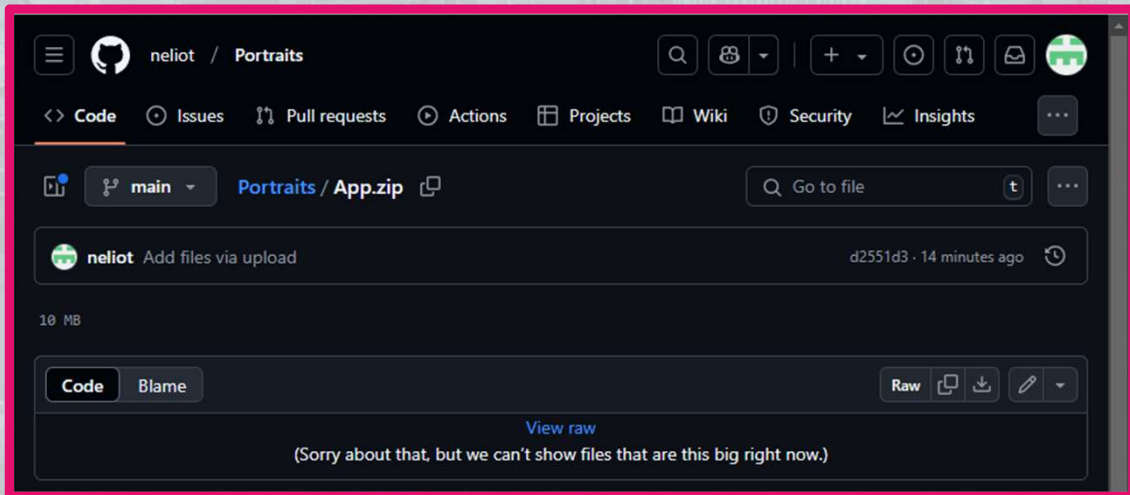 neliot / Portraits
<> Code Issues Pull requests Actions Projects Wiki Security Insights
main Portraits / App.zip Go to file t
neliot Add files via upload d2551d3 · 14 minutes ago
10 MB
Code Blame Raw
View raw
(Sorry about that, but we can't show files that are this big right now.)